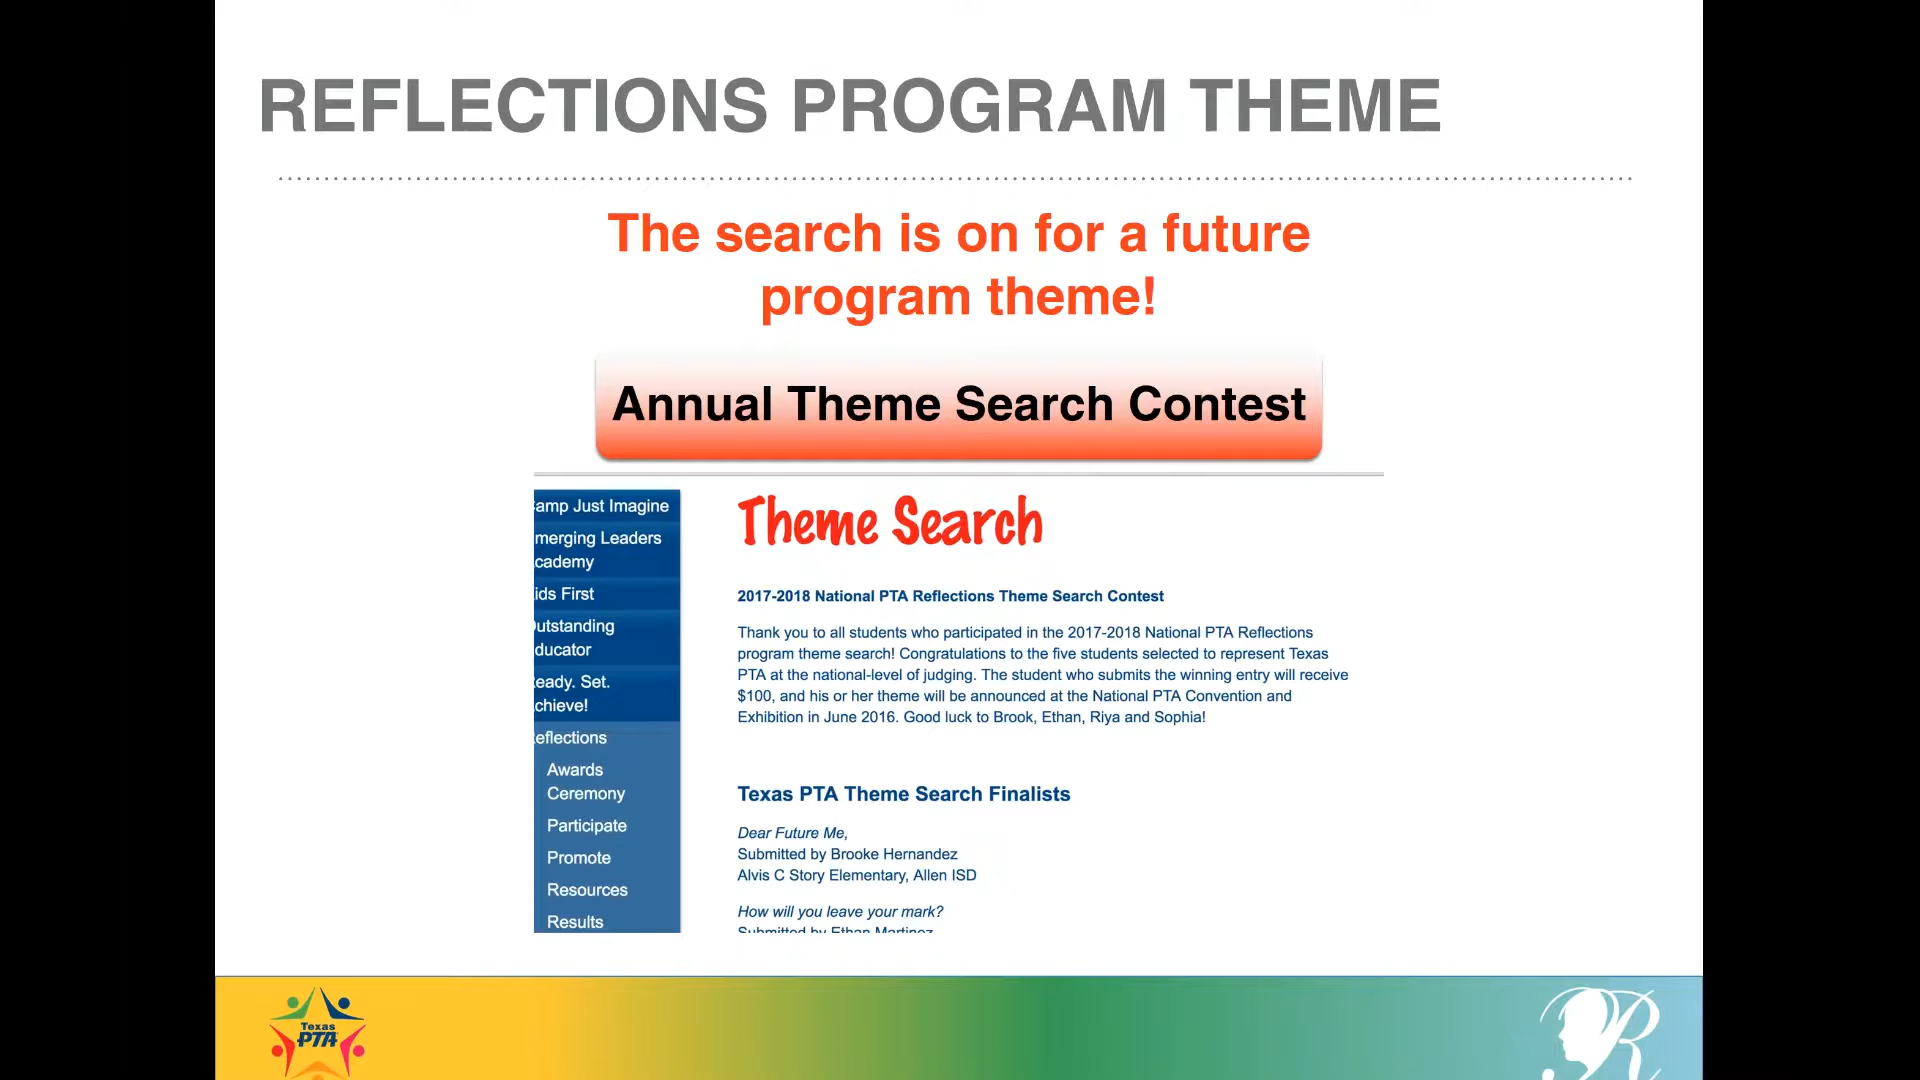 REFLECTIONS PROGRAM THEME
The search is on for a future
program theme!
Annual Theme Search Contest
amp Just Imagine
merging Leaders
cademy
ids First
utstanding
ducator
eady. Set.
chieve!
eflections
Awards
Ceremony
Participate
Promote
Resources
Results
Theme Search
2017-2018 National PTA Reflections Theme Search Contest
Thank you to all students who participated in the 2017-2018 National PTA Reflections
program theme search! Congratulations to the five students selected to represent Texas
PTA at the national-level of judging. The student who submits the winning entry will receive
$100, and his or her theme will be announced at the National PTA Convention and
Exhibition in June 2016. Good luck to Brook, Ethan, Riya and Sophia!
Texas PTA Theme Search Finalists
Dear Future Me,
Submitted by Brooke Hernandez
Alvis C Story Elementary, Allen ISD
How will you leave your mark?
Submitted by Ethan Martinez
Texas
PTA
R